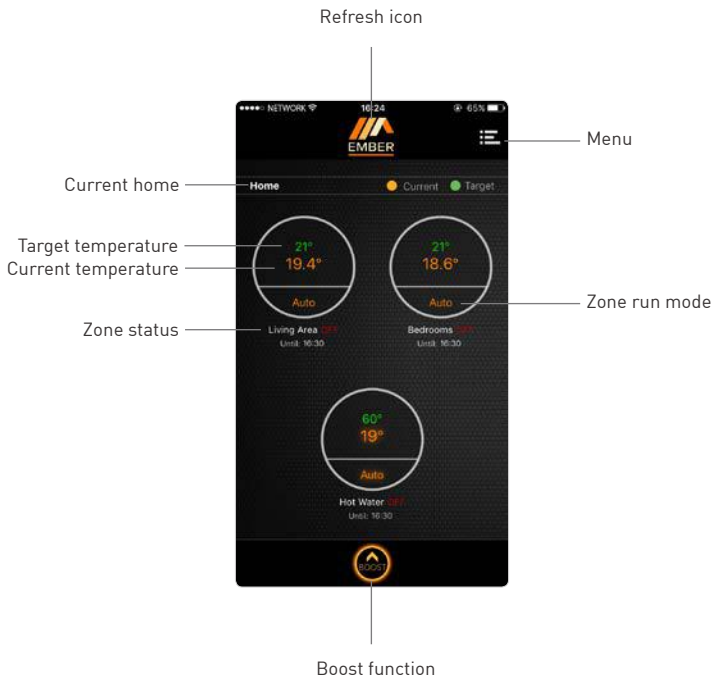 Refresh icon
NETWORK 16:24 65%
EMBER
Menu
Current home
Home Current Target
Target temperature
Current temperature
21° 21°
19.4° 18.6°
Auto Auto
Zone run mode
Zone status
Living Area OFF Bedrooms OFF
Until: 16:30 Until: 16:30
60°
19°
Auto
Hot Water OFF
Until: 16:30
BOOST
Boost function